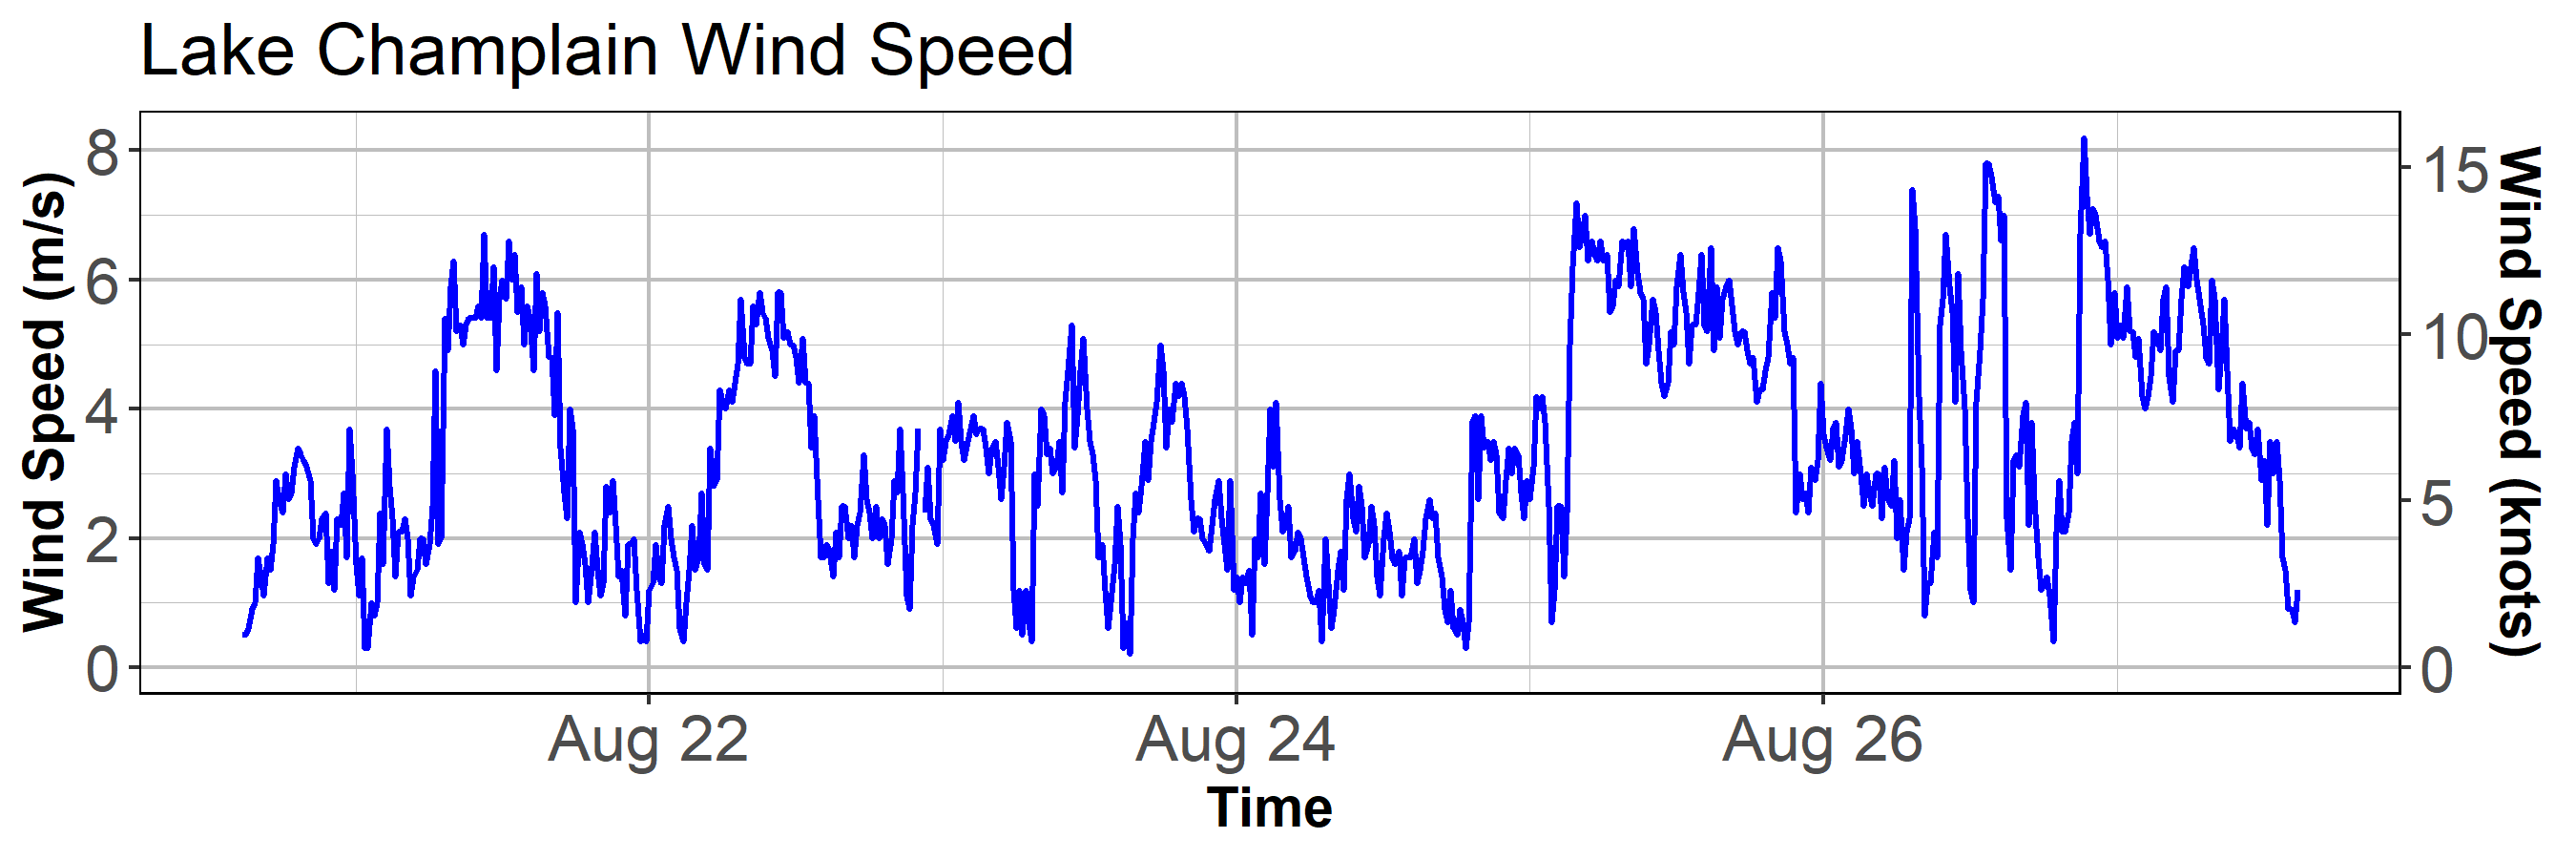 Lake Champlain Wind Speed
Wind Speed (m/s)
8
6
4
2
0
15
10
5
0
Wind Speed (knots)
Aug 22
Aug 24
Aug 26
Time